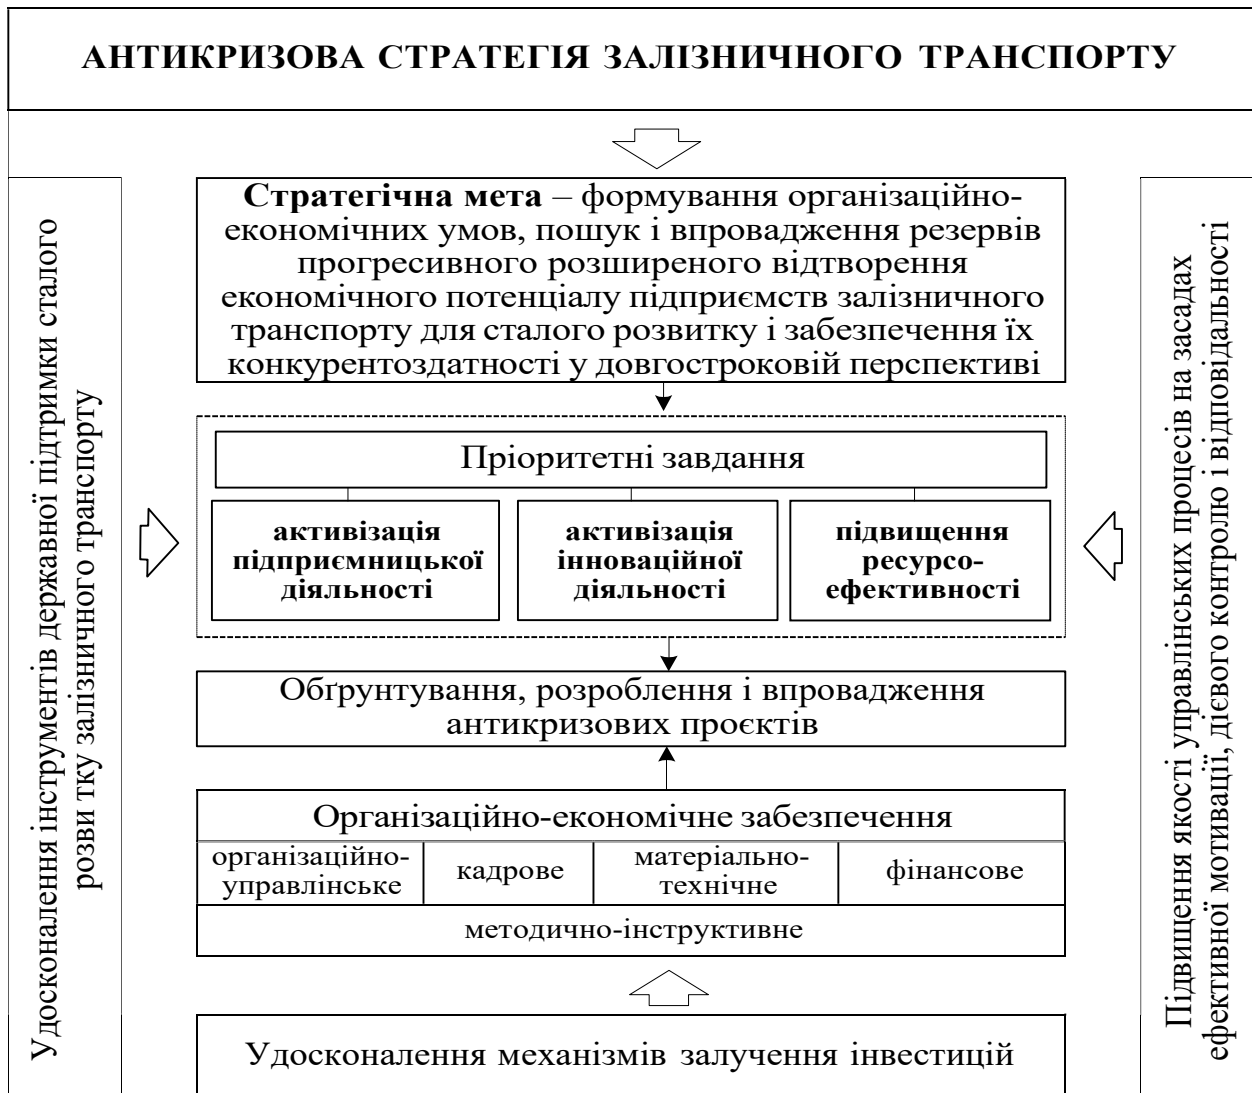 АНТИКРИЗОВА СТРАТЕГІЯ ЗАЛІЗНИЧНОГО ТРАНСПОРТУ
Удосконалення інструментів державної підтримки сталого
розви тку залізничного транспорту
Стратегічна мета – формування організаційно-
економічних умов, пошук і впровадження резервів
прогресивного розширеного відтворення
економічного потенціалу підприємств залізничного
транспорту для сталого розвитку і забезпечення їх
конкурентоздатності у довгостроковій перспективі
Пріоритетні завдання
активізація
підприємницької
діяльності
активізація
інноваційної
діяльності
підвищення
ресурсо-
ефективності
Обґрунтування, розроблення і впровадження
антикризових проєктів
Організаційно-економічне забезпечення
організаційно-
управлінське
кадрове
матеріально-
технічне
фінансове
методично-інструктивне
Удосконалення механізмів залучення інвестицій
Підвищення якості управлінських процесів на засадах
ефективної мотивації, дієвого контролю і відповідальності